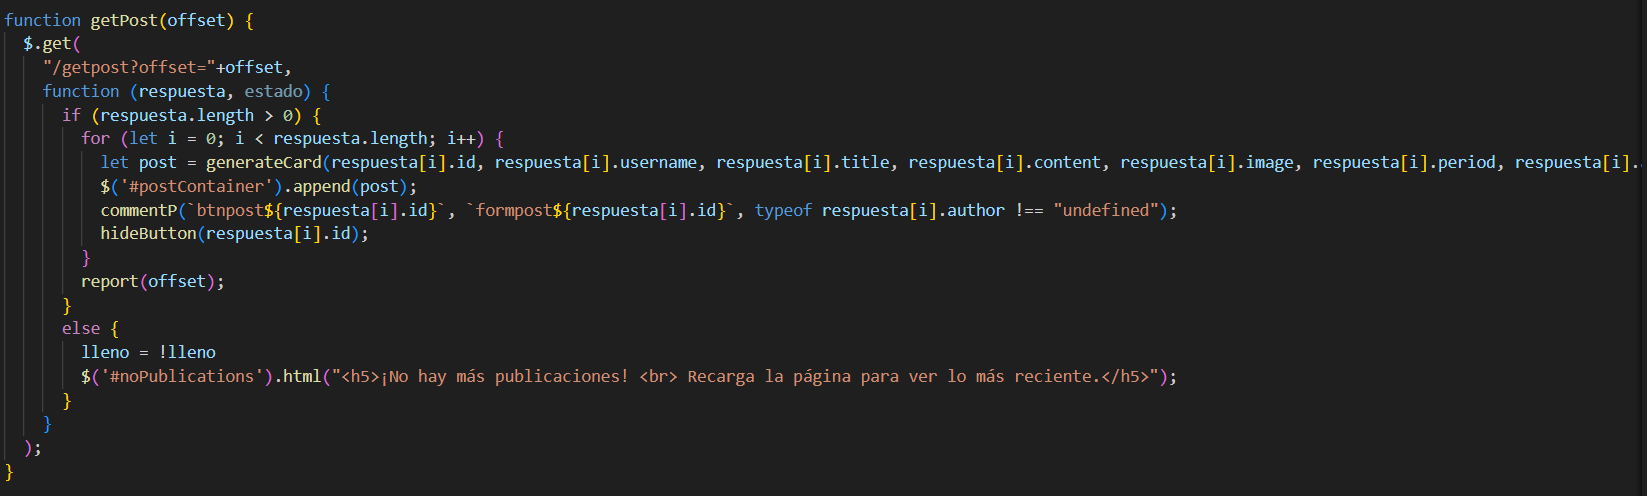 function getPost(offset) {
$.get(
"/getpost?offset="+offset,
function (respuesta, estado) {
if (respuesta.length > 0) {
for (let i = 0; i < respuesta.length; i++) {
let post = generateCard(respuesta[i].id, respuesta[i].username, respuesta[i].title, respuesta[i].content, respuesta[i].image, respuesta[i].period, respuesta[i].
$('#postContainer').append(post);
commentP(`btnpost${respuesta[i].id}`, `formpost${respuesta[i].id}`, typeof respuesta[i].author !== "undefined");
hideButton(respuesta[i].id);
}
report(offset);
}
else {
lleno = !lleno
$('#noPublications').html("<h5>¡No hay más publicaciones! <br> Recarga la página para ver lo más reciente.</h5>");
}
}
);
}